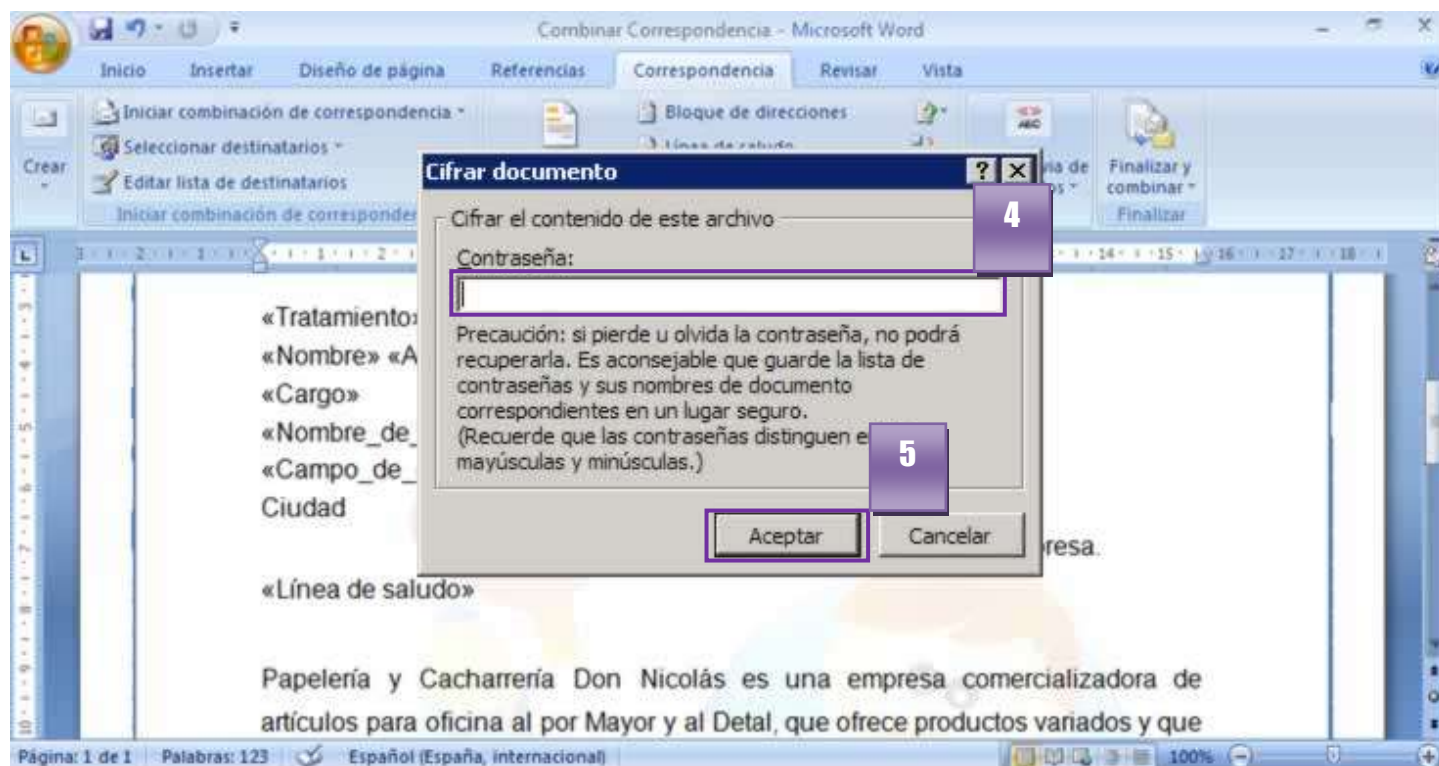 Combinar Correspondencia - Microsoft Word
Inicio Insertar Diseño de página Referencias Correspondencia Revisar Vista
Iniciar combinación de correspondencia
Bloque de direcciones
Seleccionar destinatarios
Línea de saludo
Crear
Editar lista de destinatarios
ABC
Finalizar y
combinar
Finalizar
Cifrar documento
Cifrar el contenido de este archivo
4
Contraseña:
Precaución: si pierde u olvida la contraseña, no podrá
recuperarla. Es aconsejable que guarde la lista de
contraseñas y sus nombres de documento
correspondientes en un lugar seguro.
(Recuerde que las contraseñas distinguen
mayúsculas y minúsculas.)
5
Aceptar Cancelar
«Tratamiento»
«Nombre» «A
«Cargo»
«Nombre_de_
«Campo_de_
Ciudad
resa.
«Línea de saludo»
Papelería y Cacharrería Don Nicolás es una empresa comercializadora de
artículos para oficina al por Mayor y al Detal, que ofrece productos variados y que
Página: 1 de 1 Palabras: 123 Español (España, internacional) 100%